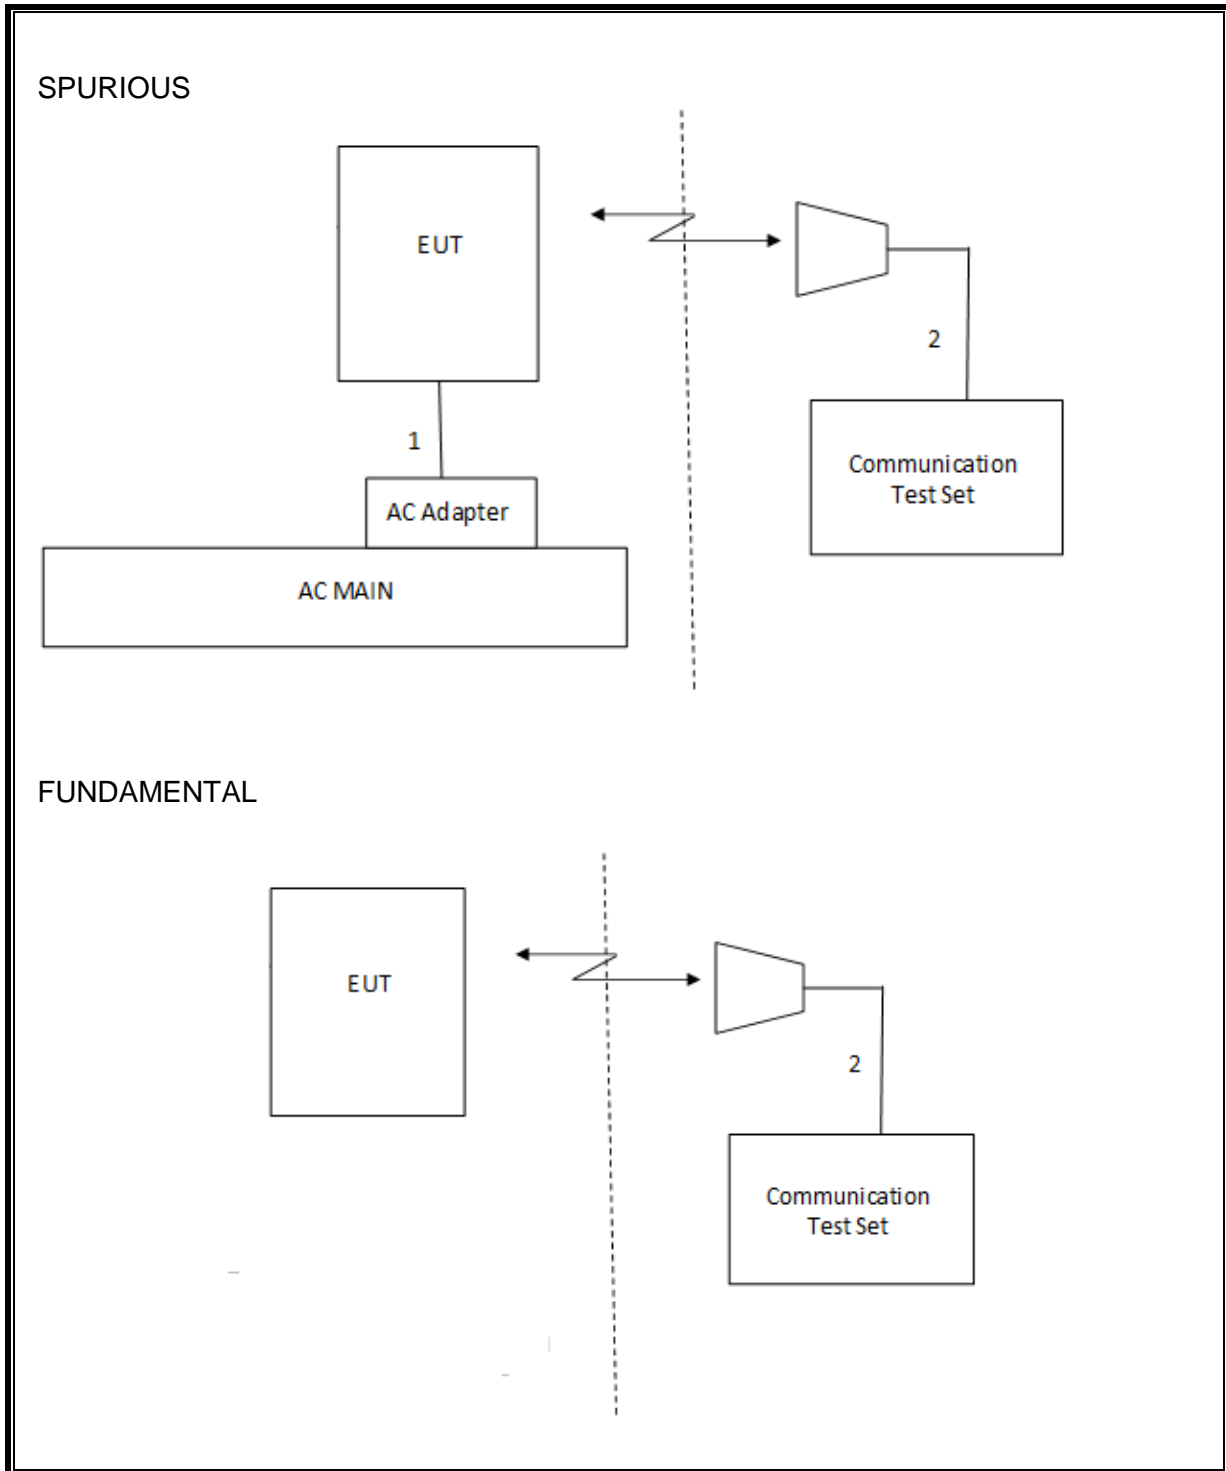 SPURIOUS
EUT
2
1
Communication
Test Set
AC Adapter
AC MAIN
FUNDAMENTAL
EUT
2
Communication
Test Set